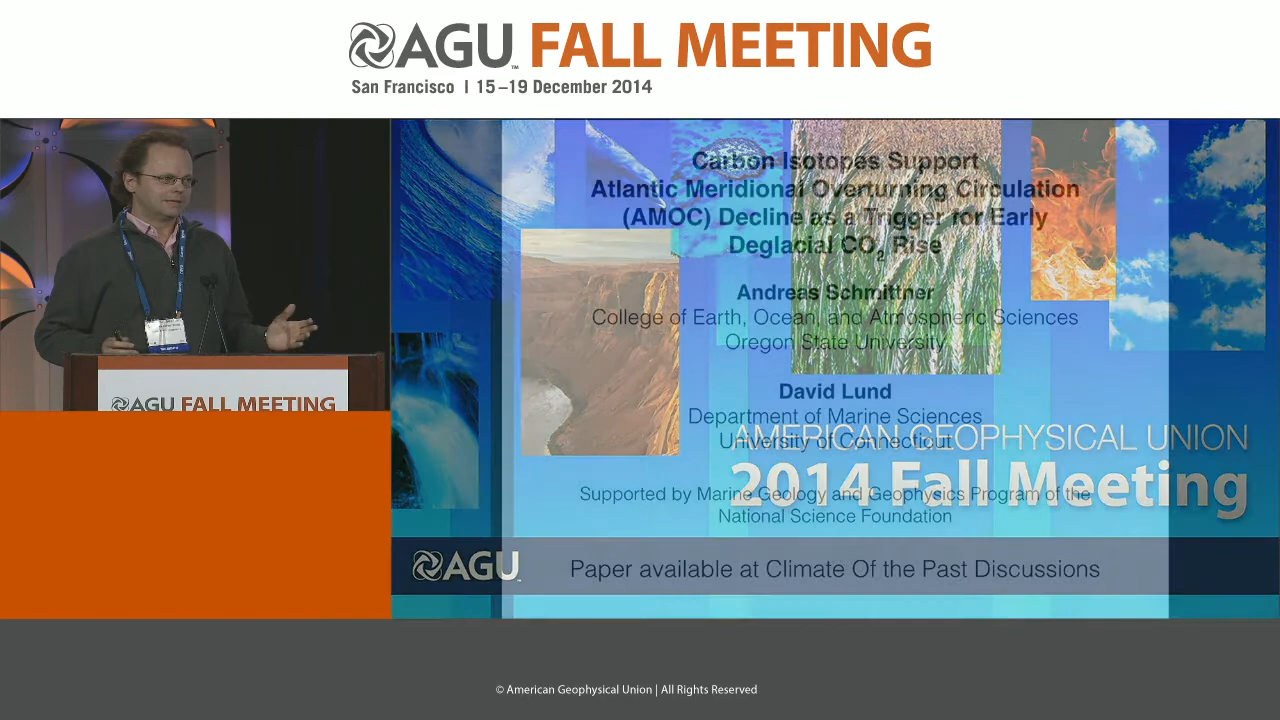 AGU FALL MEETING
San Francisco | 15–19 December 2014
Carbon Isotopes Support
Atlantic Meridional Overturning Circulation
(AMOC) Decline as a Trigger for Early
Deglacial CO2 Rise
Andreas Schmittner
College of Earth, Ocean, and Atmospheric Sciences
Oregon State University
David Lund
Department of Marine Sciences
University of Connecticut
AMERICAN GEOPHYSICAL UNION
2014 Fall Meeting
Supported by Marine Geology and Geophysics Program of the
National Science Foundation
AGU
Paper available at Climate Of the Past Discussions
AGU FALL MEETING
© American Geophysical Union | All Rights Reserved